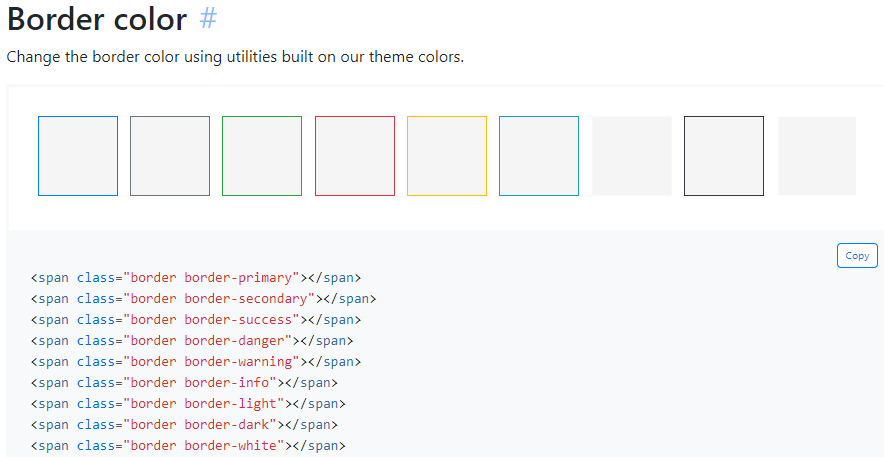 Border color #
Change the border color using utilities built on our theme colors.
Copy
<span class="border border-primary"></span>
<span class="border border-secondary"></span>
<span class="border border-success"></span>
<span class="border border-danger"></span>
<span class="border border-warning"></span>
<span class="border border-info"></span>
<span class="border border-light"></span>
<span class="border border-dark"></span>
<span class="border border-white"></span>